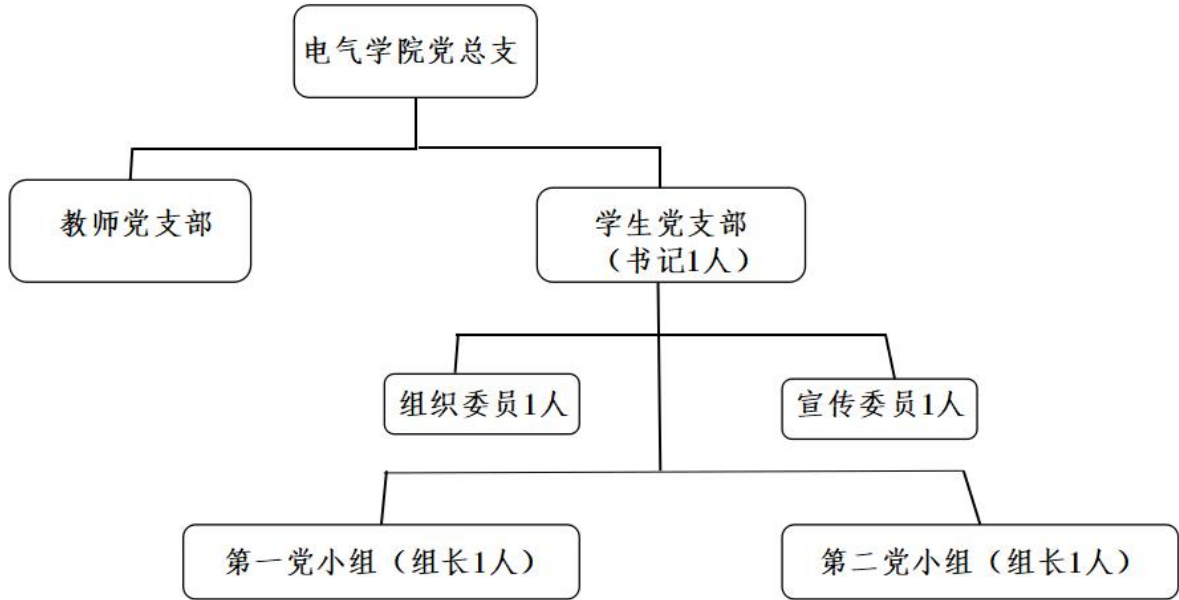 电气学院党总支
教师党支部
学生党支部
（书记1人）
组织委员1人
宣传委员1人
第一党小组（组长1人）
第二党小组（组长1人）